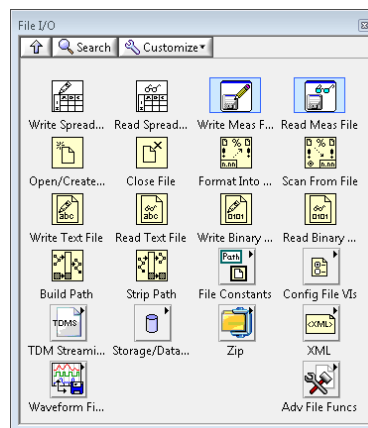 File I/O
Search Customize
Write Spread... Read Spread... Write Meas F... Read Meas File
Open/Create... Close File Format Into ... Scan From File
abc abc 0101 0101
Write Text File Read Text File Write Binary ... Read Binary ...
Path
Build Path Strip Path File Constants Config File VIs
TDMS <XML>
TDM Streami... Storage/Data... Zip XML
Waveform Fi... Adv File Funcs